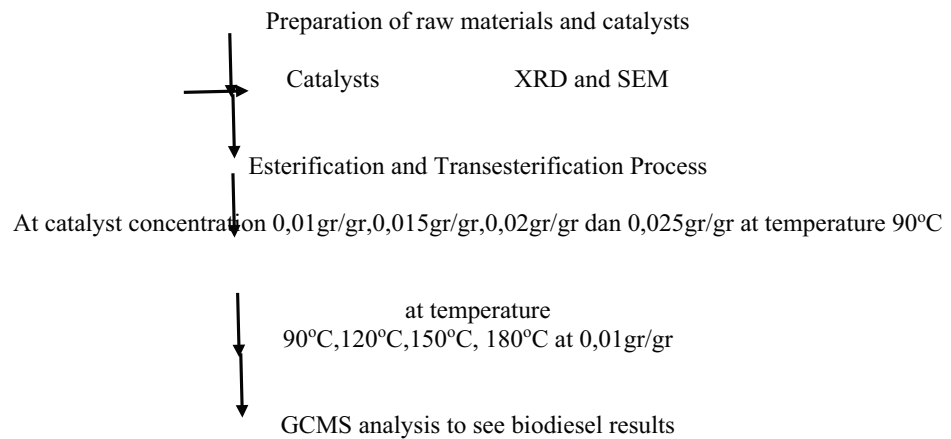 Preparation of raw materials and catalysts
Catalysts XRD and SEM
Esterification and Transesterification Process
At catalyst concentration 0,01gr/gr,0,015gr/gr,0,02gr/gr dan 0,025gr/gr at temperature 90ºC
at temperature
90ºC,120ºC,150ºC, 180ºC at 0,01gr/gr
GCMS analysis to see biodiesel results